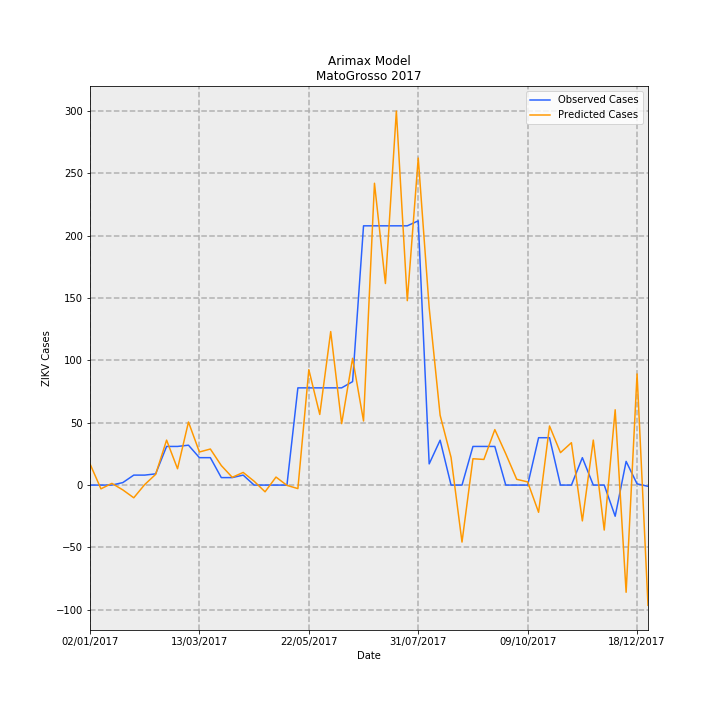 Arimax Model
MatoGrosso 2017
Observed Cases
Predicted Cases
300
250
200
150
100
50
0
−50
−100
ZIKV Cases
02/01/2017
13/03/2017
22/05/2017
31/07/2017
09/10/2017
18/12/2017
Date